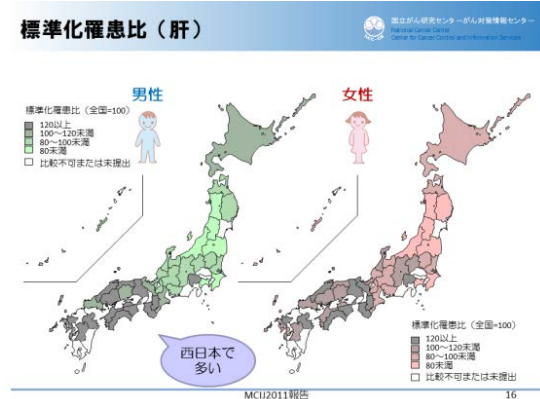 標準化罹患比（肝）
国立がん研究センターがん対策情報センター
National Cancer Center
Center for Cancer Control and Information Services
男性
女性
標準化罹患比（全国=100）
120以上
100～120未満
80～100未満
80未満
比較不可または未提出
標準化罹患比（全国=100）
120以上
100～120未満
80～100未満
80未満
比較不可または未提出
西日本で
多い
MCIJ2011報告
16